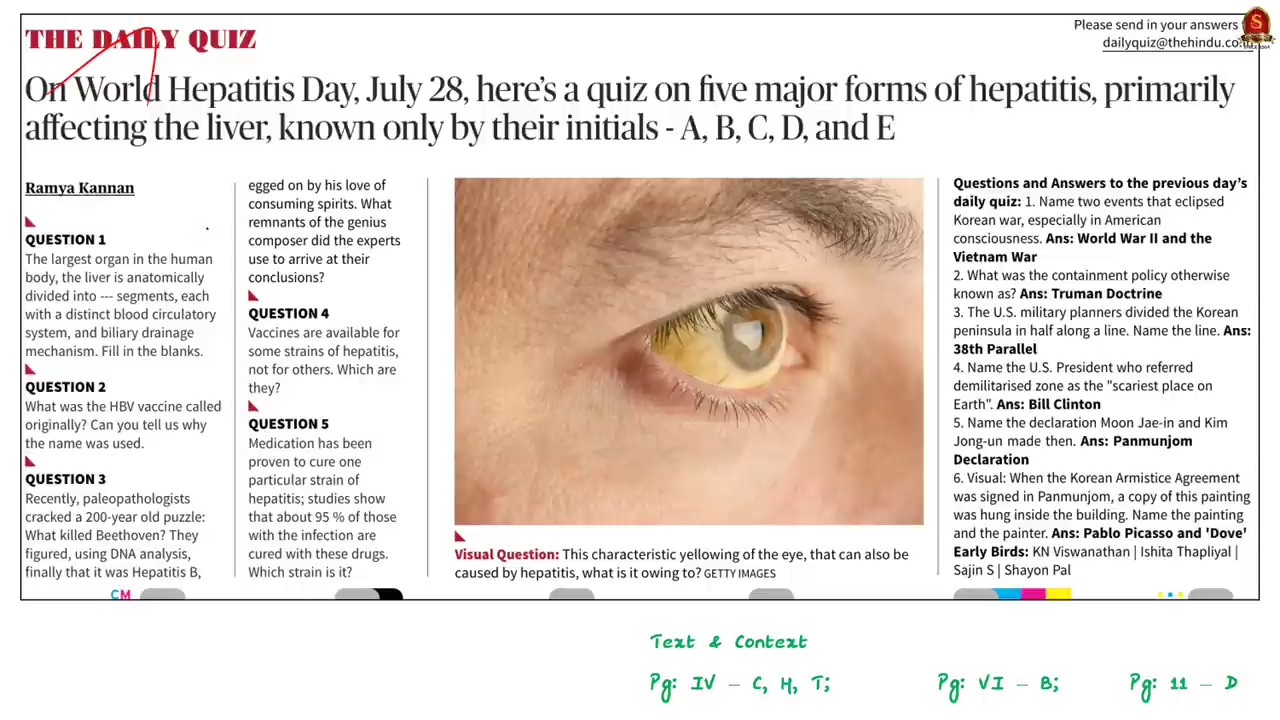 THE DAILY QUIZ
Please send in your answers
dailyquiz@thehindu.co
On World Hepatitis Day, July 28, here's a quiz on five major forms of hepatitis, primarily
affecting the liver, known only by their initials - A, B, C, D, and E
Ramya Kannan
QUESTION 1
The largest organ in the human
body, the liver is anatomically
divided into --- segments, each
with a distinct blood circulatory
system, and biliary drainage
mechanism. Fill in the blanks.
QUESTION 2
What was the HBV vaccine called
originally? Can you tell us why
the name was used.
QUESTION 3
Recently, paleopathologists
cracked a 200-year old puzzle:
What killed Beethoven? They
figured, using DNA analysis,
finally that it was Hepatitis B,
egged on by his love of
consuming spirits. What
remnants of the genius
composer did the experts
use to arrive at their
conclusions?
QUESTION 4
Vaccines are available for
some strains of hepatitis,
not for others. Which are
they?
QUESTION 5
Medication has been
proven to cure one
particular strain of
hepatitis; studies show
that about 95 % of those
with the infection are
cured with these drugs.
Which strain is it?
Visual Question: This characteristic yellowing of the eye, that can also be
caused by hepatitis, what is it owing to? GETTY IMAGES
Questions and Answers to the previous day's
daily quiz: 1. Name two events that eclipsed
Korean war, especially in American
consciousness. Ans: World War II and the
Vietnam War
2. What was the containment policy otherwise
known as? Ans: Truman Doctrine
3. The U.S. military planners divided the Korean
peninsula in half along a line. Name the line. Ans:
38th Parallel
4. Name the U.S. President who referred
demilitarised zone as the "scariest place on
Earth". Ans: Bill Clinton
5. Name the declaration Moon Jae-in and Kim
Jong-un made then. Ans: Panmunjom
Declaration
6. Visual: When the Korean Armistice Agreement
was signed in Panmunjom, a copy of this painting
was hung inside the building. Name the painting
and the painter. Ans: Pablo Picasso and 'Dove'
Early Birds: KN Viswanathan | Ishita Thapliyal |
Sajin S | Shayon Pal
CM
Text & Context
Pg: IV - C, H, T;
Pg: VI - B;
Pg: 11 - D